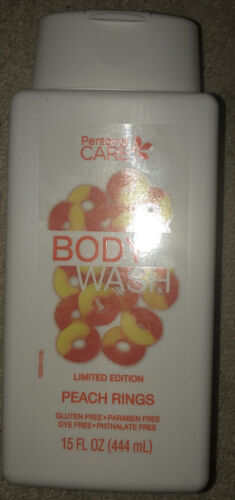 Personal
CARE
BODY
WASH
LIMITED EDITION
PEACH RINGS
GLUTEN FREE • PARABEN FREE
DYE FREE • PHTHALATE FREE
15 FL OZ (444 mL)